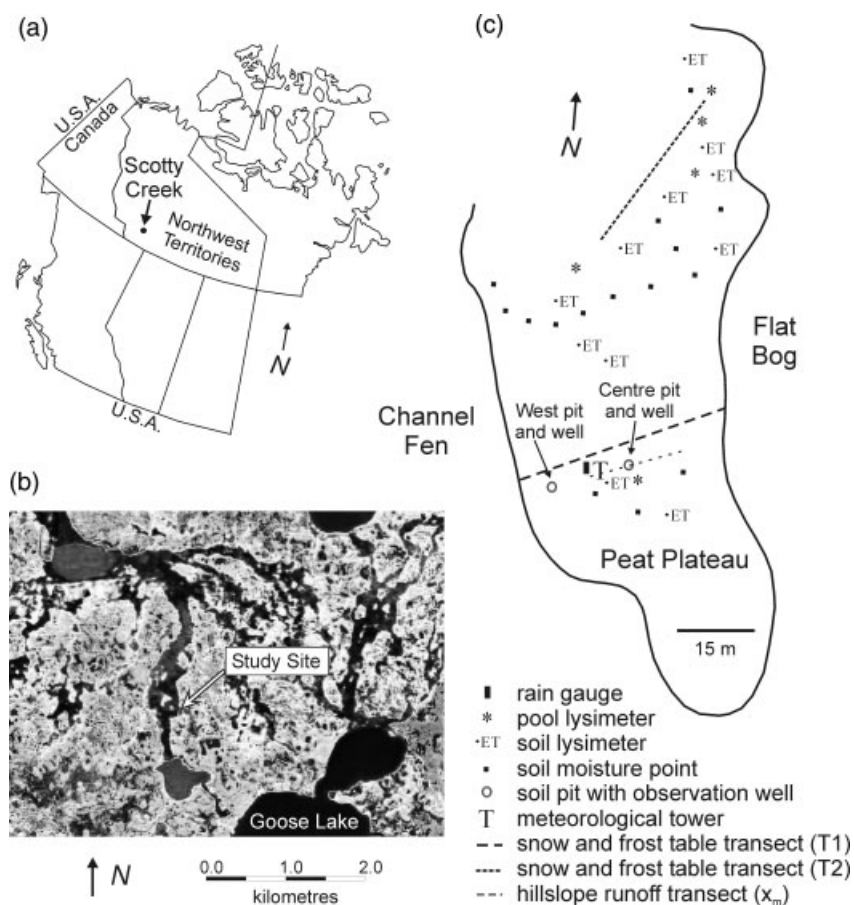 (a)
U.S.A.
Canada
Scotty
Creek
Northwest
Territories
N
U.S.A.
(b)
Study Site
Goose Lake
N
0.0 1.0 2.0
kilometres
(c)
N
ET
ET
ET
ET
ET
ET
ET
ET
ET
Flat
Bog
Channel
Fen
West pit
and well
Centre pit
and well
T
ET
ET
Peat Plateau
15 m
rain gauge
* pool lysimeter
ET soil lysimeter
soil moisture point
soil pit with observation well
T meteorological tower
snow and frost table transect (T1)
snow and frost table transect (T2)
hillslope runoff transect (xm)